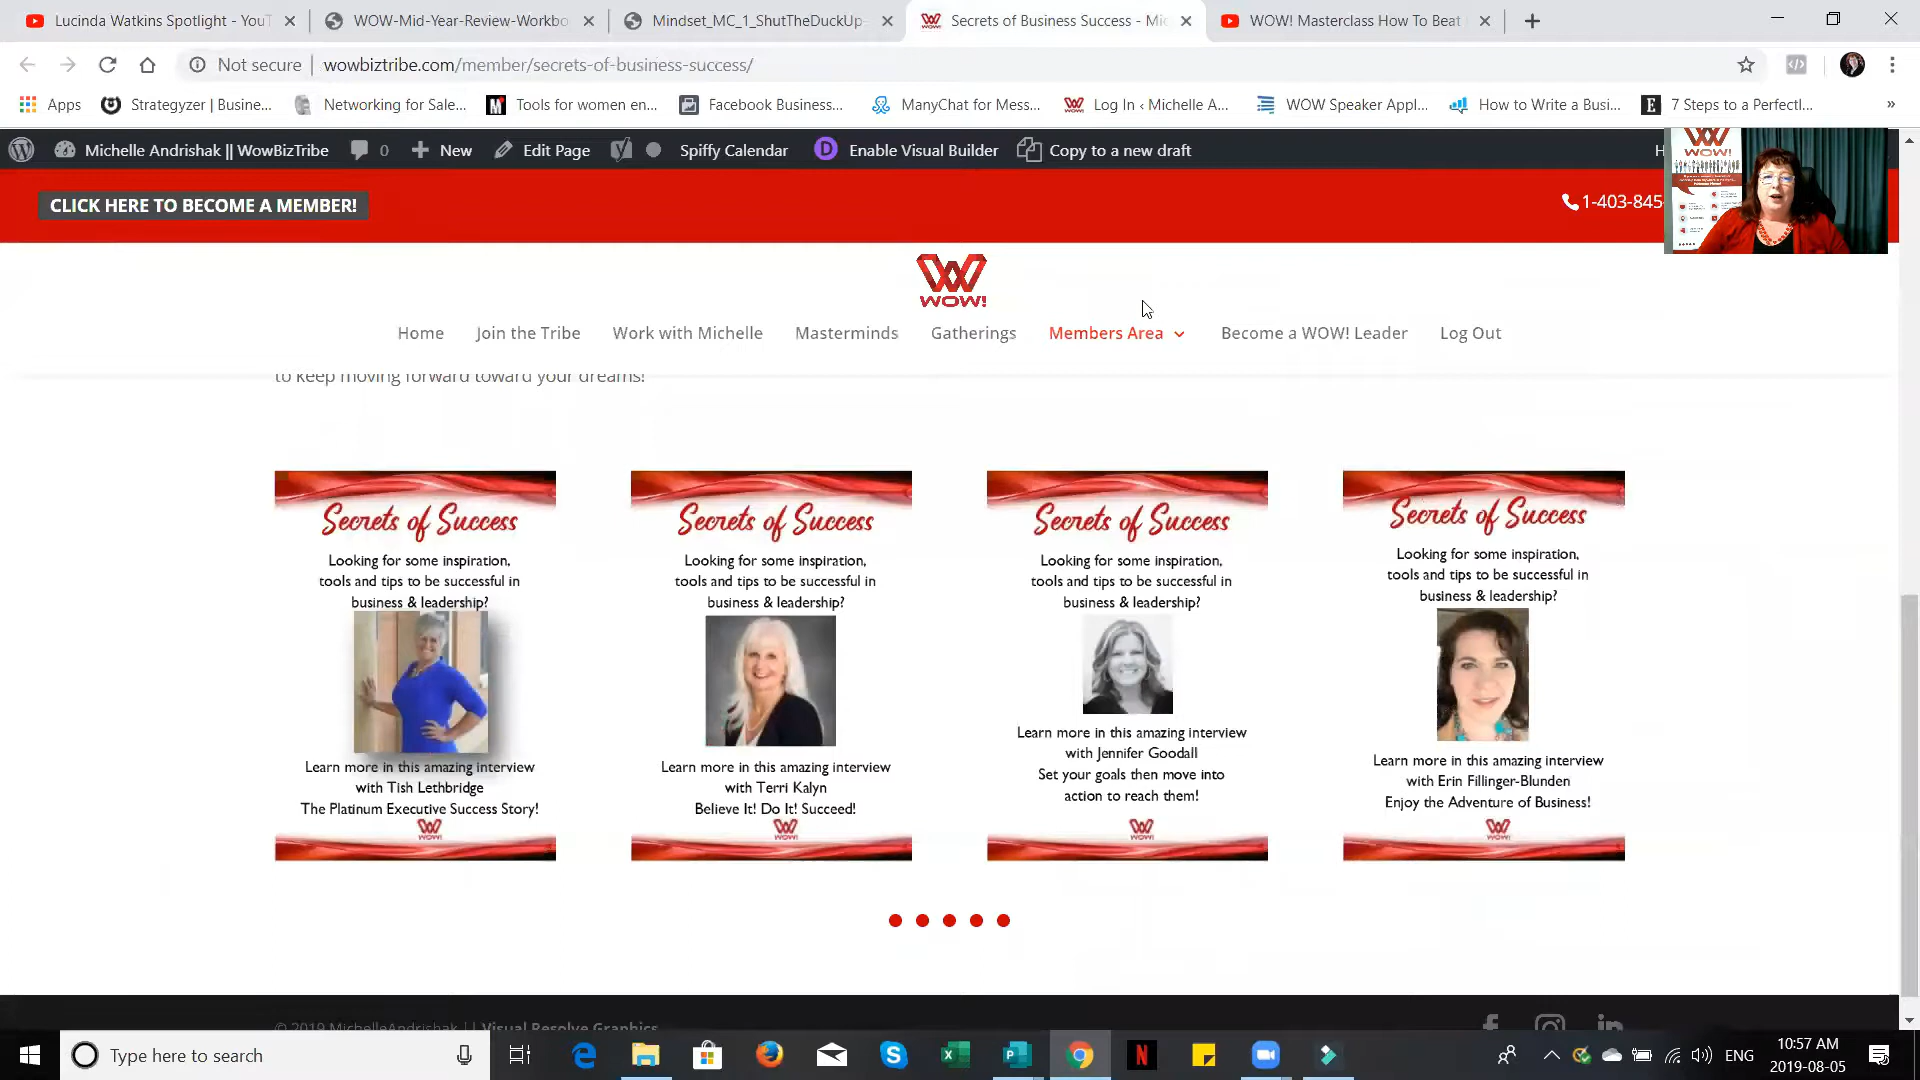 Lucinda Watkins Spotlight - YouT
WOW-Mid-Year-Review-Workbo
Mindset_MC_1_ShutTheDuckUp-
Secrets of Business Success - Mic
WOW! Masterclass How To Beat
Not secure
wowbiztribe.com/member/secrets-of-business-success/
Apps
Strategyzer | Busine...
Networking for Sale...
Tools for women en...
Facebook Business...
ManyChat for Mess...
Log In ‹ Michelle A...
WOW Speaker Appl...
How to Write a Busi...
7 Steps to a Perfectl...
»
Michelle Andrishak || WowBizTribe
0
New
Edit Page
Spiffy Calendar
Enable Visual Builder
Copy to a new draft
H
CLICK HERE TO BECOME A MEMBER!
1-403-845-
WOW!
WOW!
Home
Join the Tribe
Work with Michelle
Masterminds
Gatherings
Members Area
Become a WOW! Leader
Log Out
to keep moving forward toward your dreams!
Secrets of Success
Looking for some inspiration,
tools and tips to be successful in
business & leadership?
Learn more in this amazing interview
with Tish Lethbridge
The Platinum Executive Success Story!
WOW!
Secrets of Success
Looking for some inspiration,
tools and tips to be successful in
business & leadership?
Learn more in this amazing interview
with Terri Kalyn
Believe It! Do It! Succeed!
WOW!
Secrets of Success
Looking for some inspiration,
tools and tips to be successful in
business & leadership?
Learn more in this amazing interview
with Jennifer Goodall
Set your goals then move into
action to reach them!
WOW!
Secrets of Success
Looking for some inspiration,
tools and tips to be successful in
business & leadership?
Learn more in this amazing interview
with Erin Fillinger-Blunden
Enjoy the Adventure of Business!
WOW!
© 2019 MichelleAndrishak || Visual Resolve Graphics
Type here to search
ENG
10:57 AM
2019-08-05